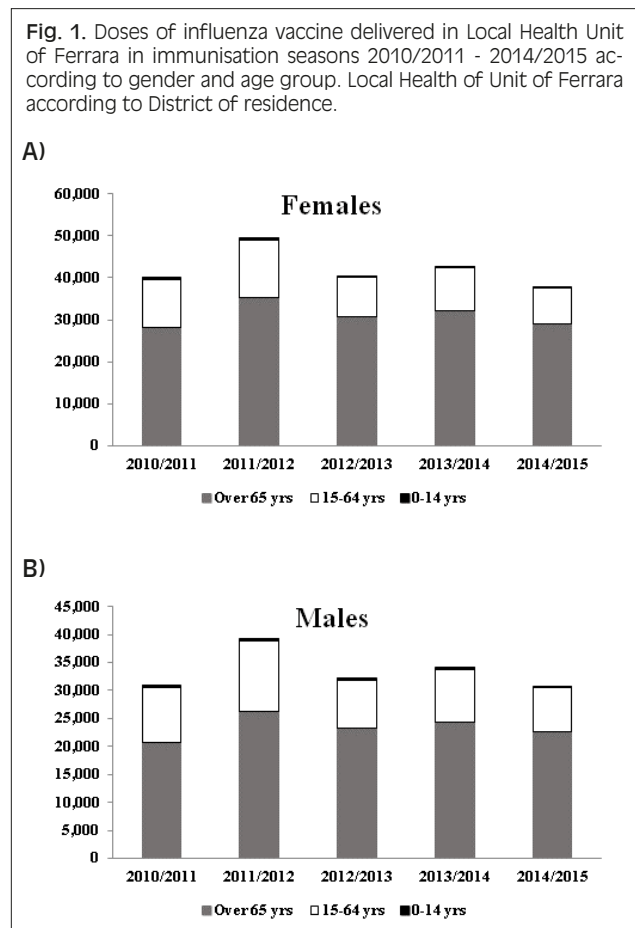 Fig. 1. Doses of influenza vaccine delivered in Local Health Unit
of Ferrara in immunisation seasons 2010/2011 - 2014/2015 ac-
cording to gender and age group. Local Health of Unit of Ferrara
according to District of residence.
A)
Females
60,000
50,000
40,000
30,000
20,000
10,000
0
2010/2011 2011/2012 2012/2013 2013/2014 2014/2015
Over 65 yrs 15-64 yrs 0-14 yrs
B)
Males
45,000
40,000
35,000
30,000
25,000
20,000
15,000
10,000
5,000
0
2010/2011 2011/2012 2012/2013 2013/2014 2014/2015
Over 65 yrs 15-64 yrs 0-14 yrs